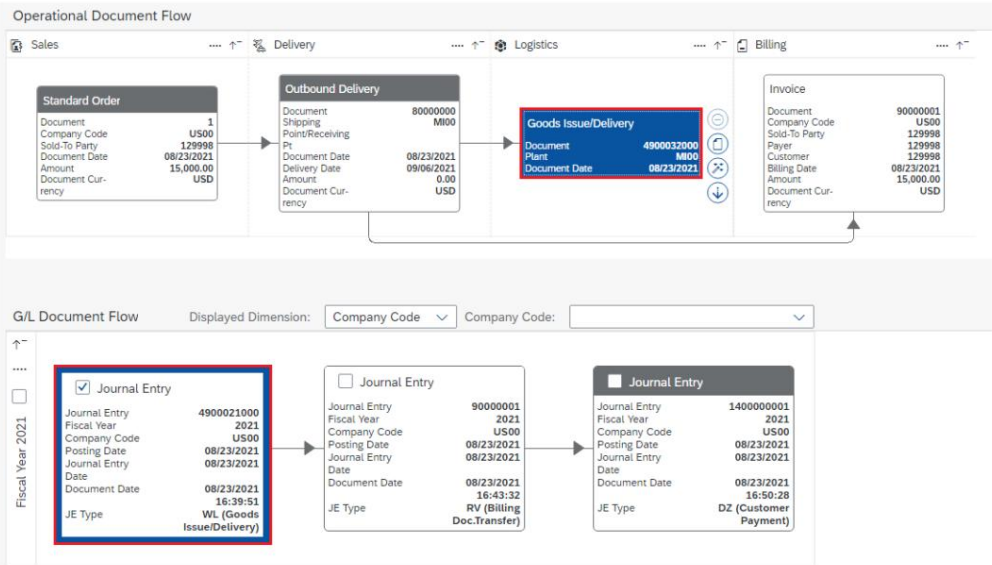 Operational Document Flow
Sales
Delivery
Logistics
Billing
Standard Order
Document 1
Company Code US00
Sold-To Party 129998
Document Date 08/23/2021
Amount 15,000.00
Document Cur- USD
rency
Outbound Delivery
Document 80000000
Shipping MI00
Point/Receiving
Pt
Document Date 08/23/2021
Delivery Date 09/06/2021
Amount 0.00
Document Cur- USD
rency
Goods Issue/Delivery
Document 4900032000
Plant MI00
Document Date 08/23/2021
Invoice
Document 90000001
Company Code US00
Sold-To Party 129998
Payer 129998
Customer 129998
Billing Date 08/23/2021
Amount 15,000.00
Document Cur- USD
rency
G/L Document Flow
Displayed Dimension: Company Code Company Code:
Fiscal Year 2021
Journal Entry
Journal Entry 4900021000
Fiscal Year 2021
Company Code US00
Posting Date 08/23/2021
Journal Entry 08/23/2021
Date
Document Date 08/23/2021
16:39:51
JE Type WL (Goods
Issue/Delivery)
Journal Entry
Journal Entry 90000001
Fiscal Year 2021
Company Code US00
Posting Date 08/23/2021
Journal Entry 08/23/2021
Date
Document Date 08/23/2021
16:43:32
JE Type RV (Billing
Doc.Transfer)
Journal Entry
Journal Entry 1400000001
Fiscal Year 2021
Company Code US00
Posting Date 08/23/2021
Journal Entry 08/23/2021
Date
Document Date 08/23/2021
16:50:28
JE Type DZ (Customer
Payment)